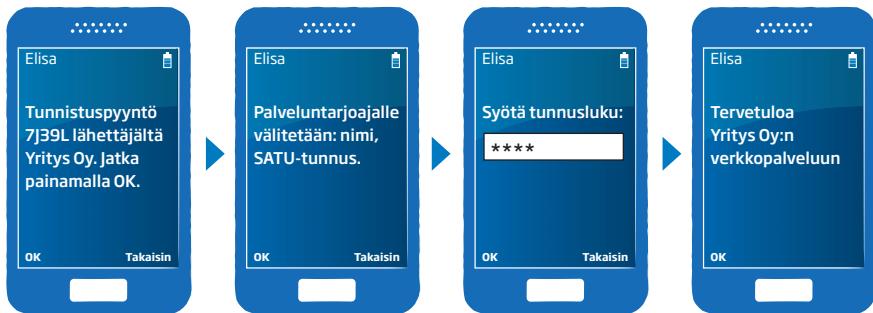 Elisa
Tunnistuspyyntö
7J39L lähettäjältä
Yritys Oy. Jatka
painamalla OK.
OK Takaisin
Elisa
Palveluntarjoajalle
välitetään: nimi,
SATU-tunnus.
OK Takaisin
Elisa
Syötä tunnusluku:
****
OK Takaisin
Elisa
Tervetuloa
Yritys Oy:n
verkkopalveluun
OK